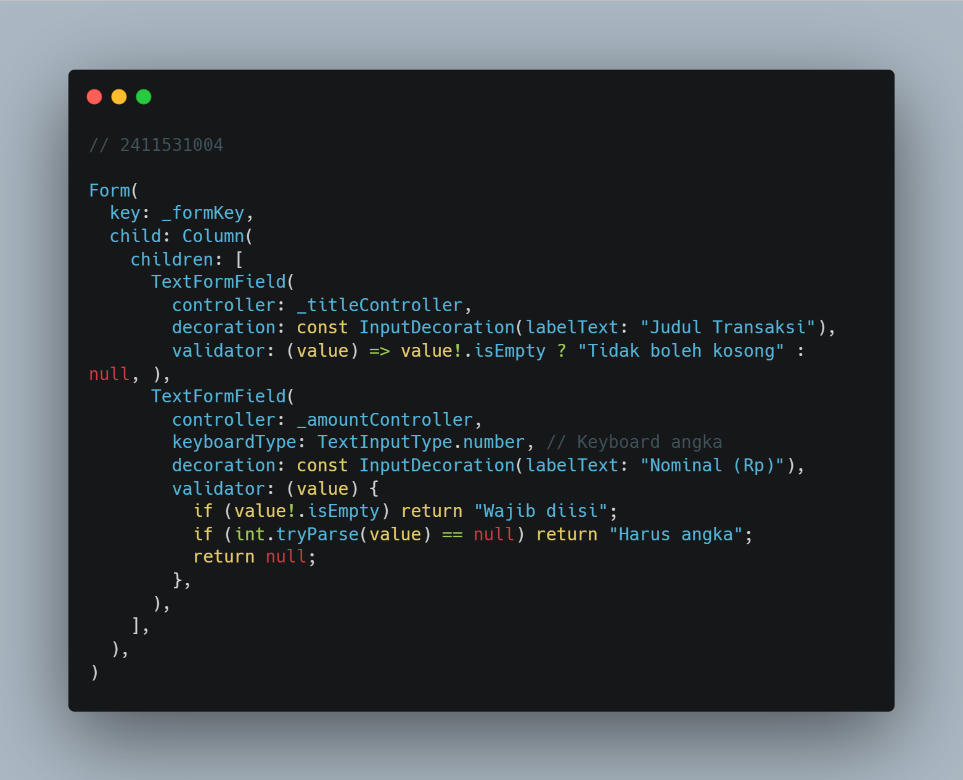 // 2411531004

Form(
  key: _formKey,
  child: Column(
    children: [
      TextFormField(
        controller: _titleController,
        decoration: const InputDecoration(labelText: "Judul Transaksi"),
        validator: (value) => value!.isEmpty ? "Tidak boleh kosong" :
null, ),
      TextFormField(
        controller: _amountController,
        keyboardType: TextInputType.number, // Keyboard angka
        decoration: const InputDecoration(labelText: "Nominal (Rp)"),
        validator: (value) {
          if (value!.isEmpty) return "Wajib diisi";
          if (int.tryParse(value) == null) return "Harus angka";
          return null;
        },
      ),
    ],
  ),
)